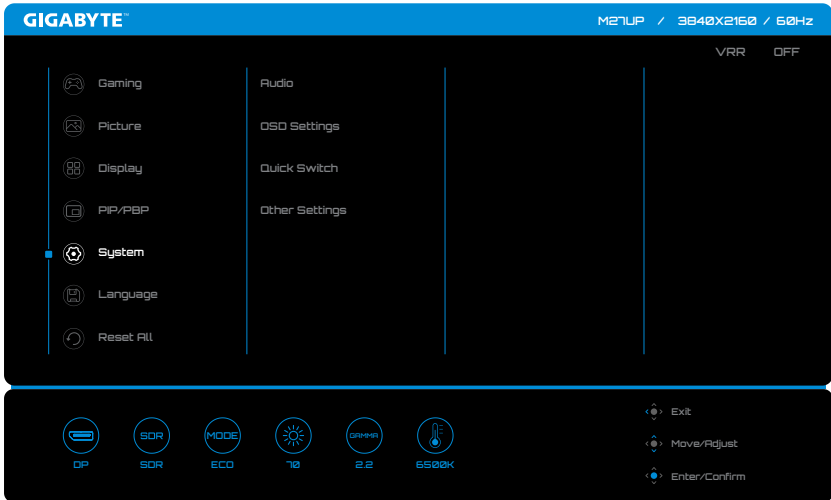 GIGABYTE™
M27UP / 3840X2160 / 60Hz
VRR OFF
Gaming
Picture
Display
PIP/PBP
System
Language
Reset All
Audio
OSD Settings
Quick Switch
Other Settings
SDR
MODE
GAMMA
DP
SDR
ECO
70
2.2
6500K
Exit
Move/Adjust
Enter/Confirm